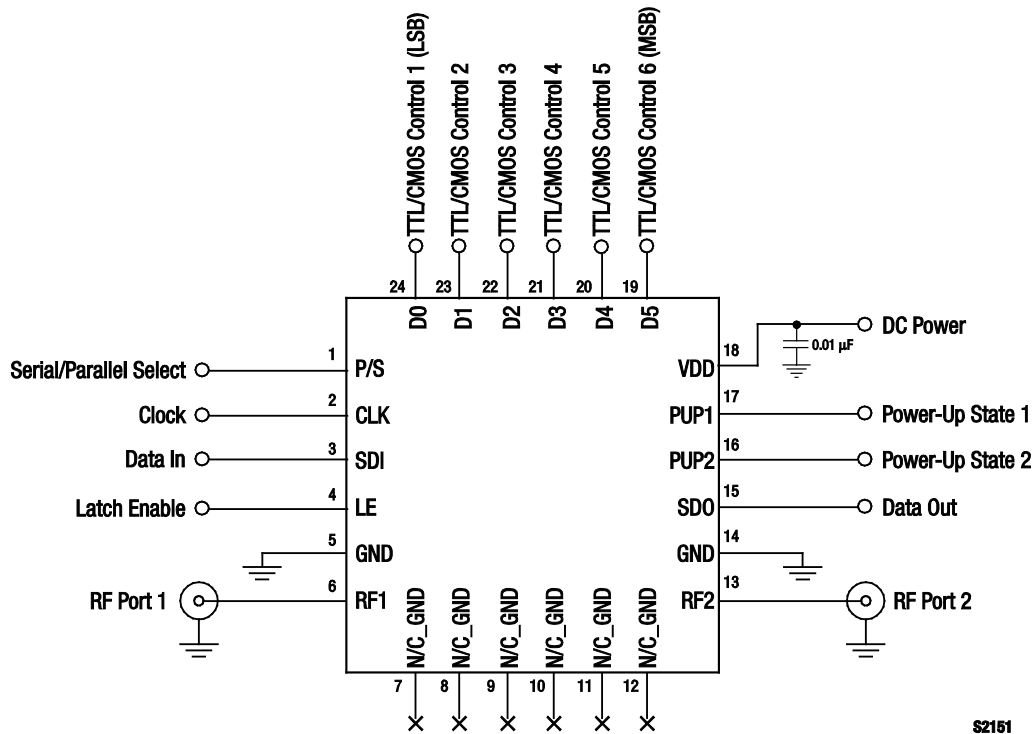 TTL/CMOS Control 1 (LSB)
TTL/CMOS Control 2
TTL/CMOS Control 3
TTL/CMOS Control 4
TTL/CMOS Control 5
TTL/CMOS Control 6 (MSB)
24
23
22
21
20
19
D0
D1
D2
D3
D4
D5
Serial/Parallel Select
1
P/S
Clock
2
CLK
Data In
3
SDI
Latch Enable
4
LE
5
GND
RF Port 1
6
RF1
DC Power
0.01 µF
18
VDD
17
PUP1
Power-Up State 1
16
PUP2
Power-Up State 2
15
SDO
Data Out
14
GND
13
RF2
RF Port 2
N/C_GND
N/C_GND
N/C_GND
N/C_GND
N/C_GND
N/C_GND
7
8
9
10
11
12
S2151